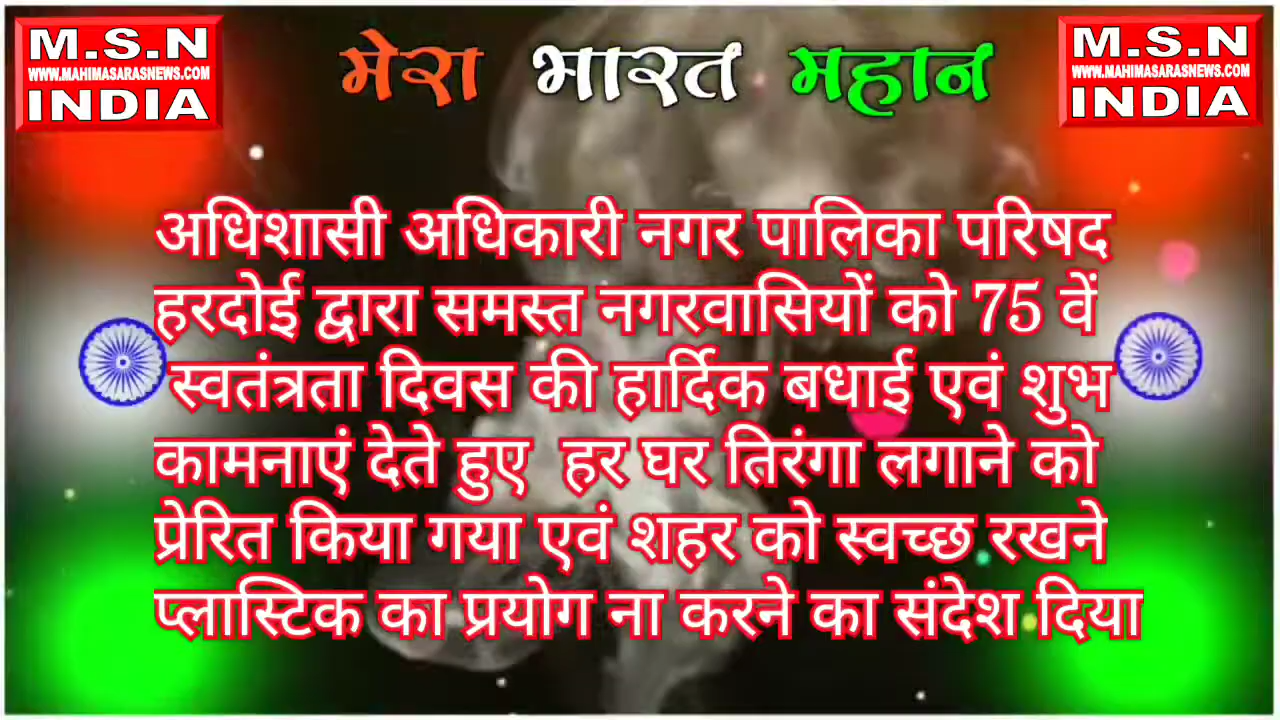 M.S.N
WWW.MAHIMASARASNEWS.COM
INDIA
मेरा भारत महान
M.S.N
WWW.MAHIMASARASNEWS.COM
INDIA
अधिशासी अधिकारी नगर पालिका परिषद
हरदोई द्वारा समस्त नगरवासियों को 75 वें
स्वतंत्रता दिवस की हार्दिक बधाई एवं शुभ
कामनाएं देते हुए हर घर तिरंगा लगाने को
प्रेरित किया गया एवं शहर को स्वच्छ रखने
प्लास्टिक का प्रयोग ना करने का संदेश दिया